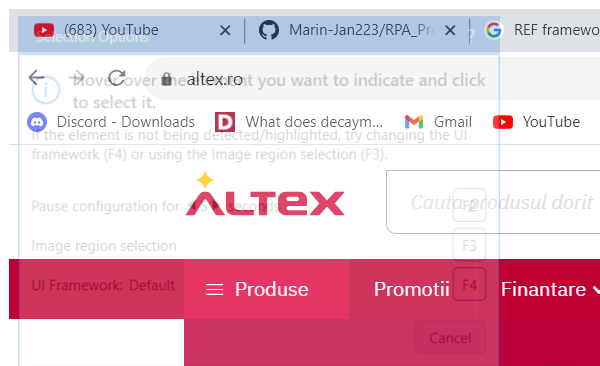 (683) YouTube
Marin-Jan223/RPA_Pr
REF framewo
Selection Options
?
altex.ro
Hover over the element you want to indicate and click
to select it.
Discord - Downloads
What does decaym...
Gmail
YouTube
If the element is not being detected/highlighted, try changing the UI
framework (F4) or using the Image region selection (F3).
ALTEX
Cauta produsul dorit
Pause configuration for
5
seconds
F2
Image region selection
F3
UI Framework: Default
F4
Produse
Promotii
Finantare
Cancel